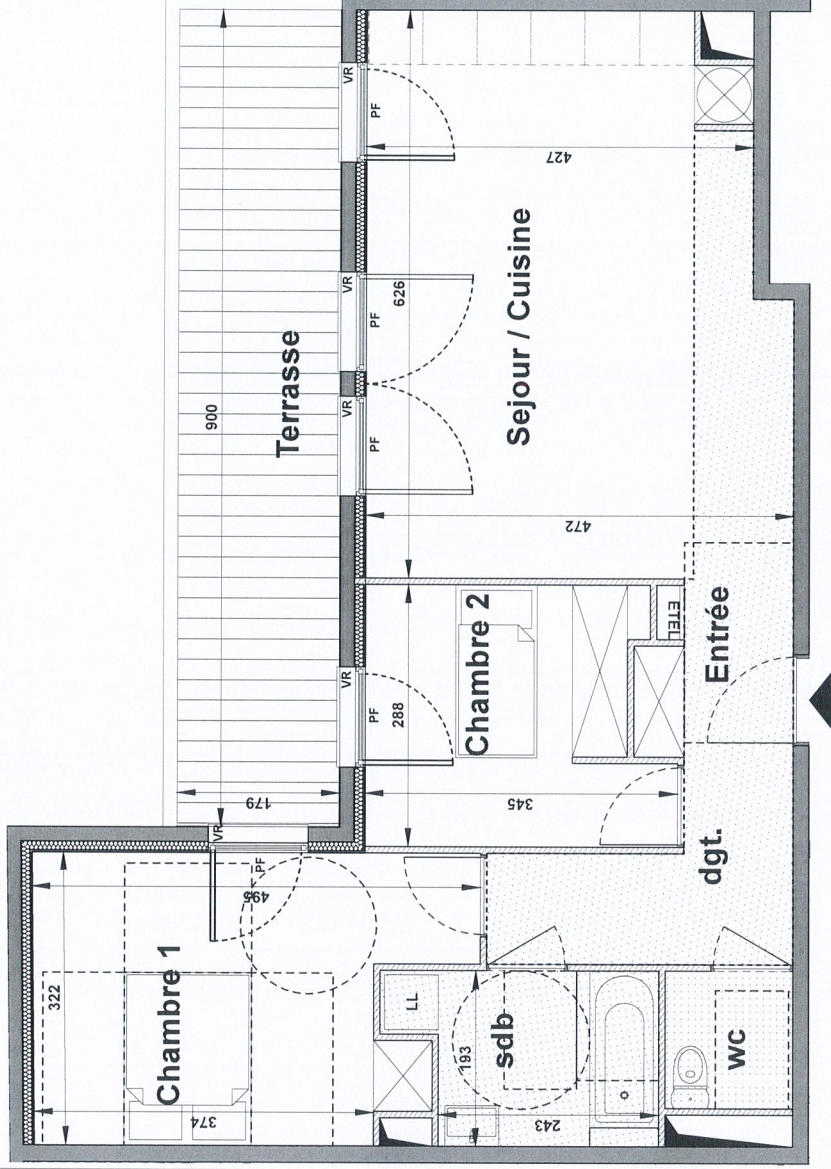 Terrasse
900
179
VR
PF
VR
PF
VR
PF
VR
PF
VR
PF
Sejour / Cuisine
427
626
472
Chambre 2
288
345
ETEL
Entrée
dgt.
Chambre 1
322
495
374
LL
sdb
193
243
wc